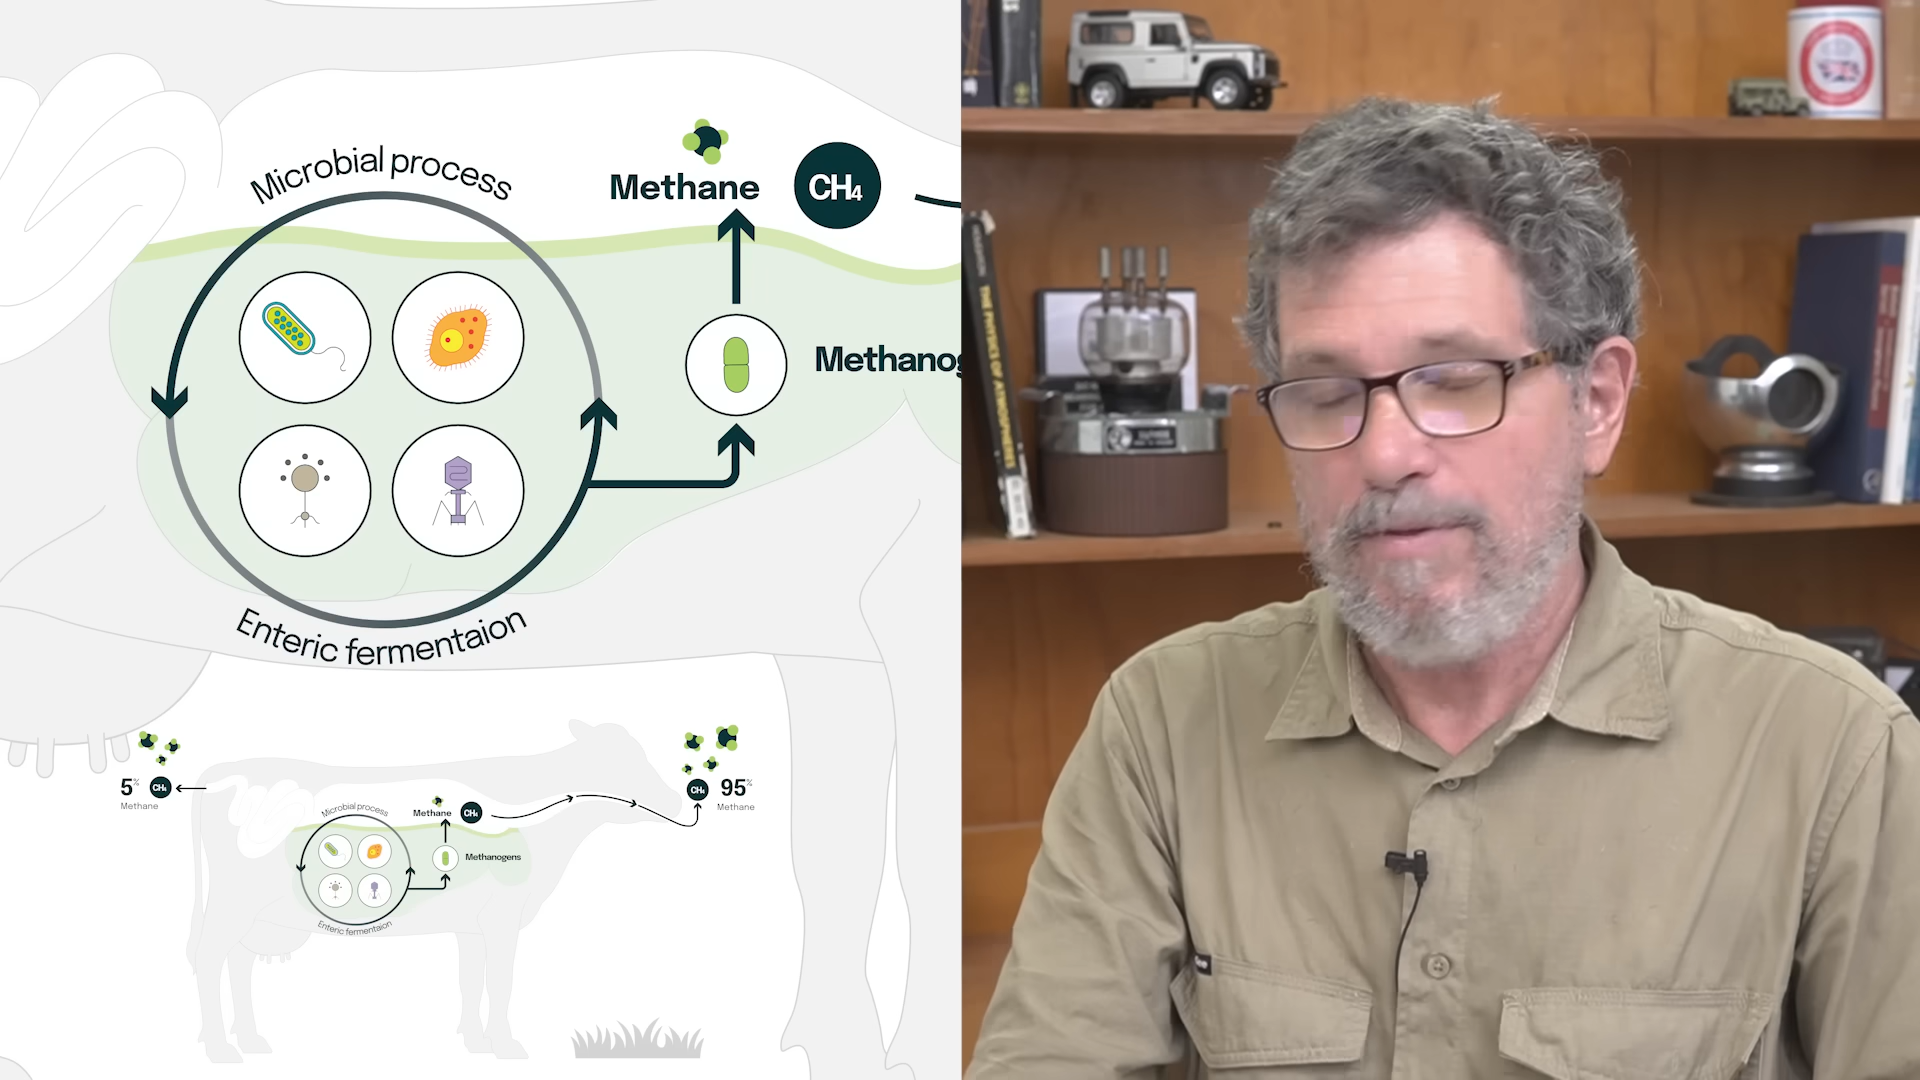 Microbial process
Methane
CH₄
Methanog
Enteric fermentaion
5%
CH₄
Methane
Microbial process
Methane
CH₄
Methanogens
Enteric fermentaion
CH₄
95%
Methane
THE PHYSICS OF ATMOSPHERES